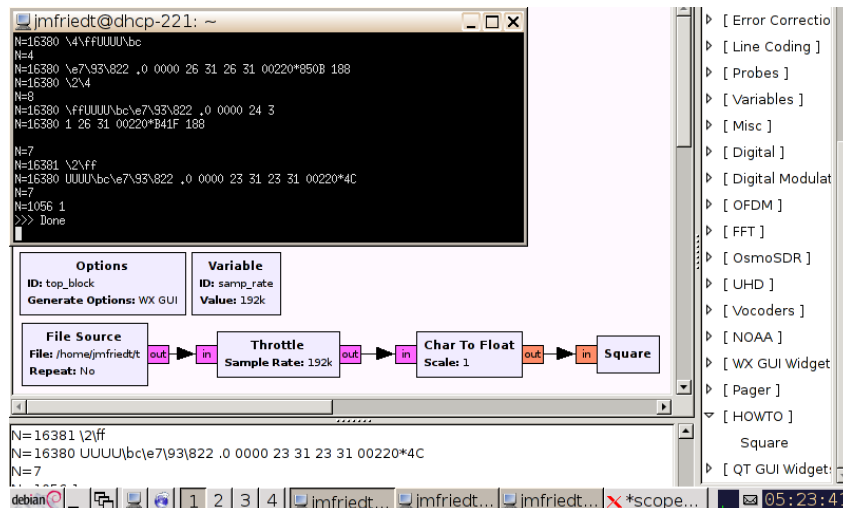 jmfriedt@dhcp-221: ~
N=16380 \4\ffUUUU\bc
N=4
N=16380 \e7\93\822 .0 0000 26 31 26 31 00220*850B 188
N=16380 \2\4
N=8
N=16380 \ffUUUU\bc\e7\93\822 .0 0000 24 3
N=16380 1 26 31 00220*B41F 188
N=7
N=16381 \2\ff
N=16380 UUUU\bc\e7\93\822 .0 0000 23 31 23 31 00220*4C
N=7
N=1056 1
>>> Done
Options
ID: top_block
Generate Options: WX GUI
Variable
ID: samp_rate
Value: 192k
File Source
File: /home/jmfriedt/t
Repeat: No
out
in
Throttle
Sample Rate: 192k
out
in
Char To Float
Scale: 1
out
in
Square
N=16381 \2\ff
N=16380 UUUU\bc\e7\93\822 .0 0000 23 31 23 31 00220*4C
N=7
[ Error Correctio
[ Line Coding ]
[ Probes ]
[ Variables ]
[ Misc ]
[ Digital ]
[ Digital Modulat
[ OFDM ]
[ FFT ]
[ OsmoSDR ]
[ UHD ]
[ Vocoders ]
[ NOAA ]
[ WX GUI Widget
[ Pager ]
[ HOWTO ]
Square
[ QT GUI Widget
debian
1 2 3 4
jmfriedt...
jmfriedt...
jmfriedt...
*scope...
05:23:41